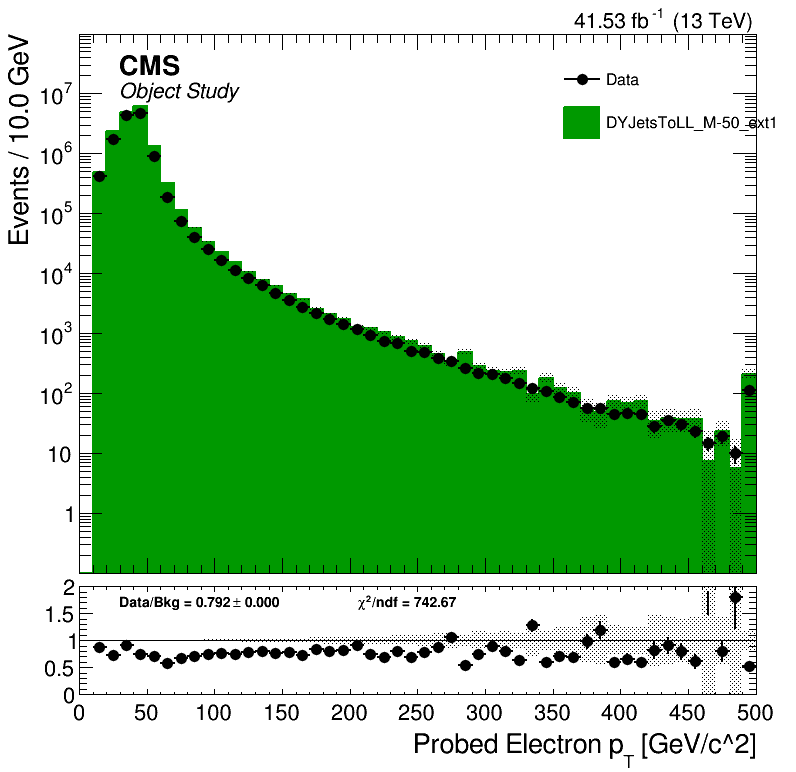 41.53 fb⁻¹ (13 TeV)
Events / 10.0 GeV
CMS
Object Study
Data
DYJetsToLL_M-50_ext1
10⁷
10⁶
10⁵
10⁴
10³
10²
10
1
Data/Bkg = 0.792 ± 0.000
χ²/ndf = 742.67
2
1.5
1
0.5
0
0 50 100 150 200 250 300 350 400 450 500
Probed Electron p_T [GeV/c^2]